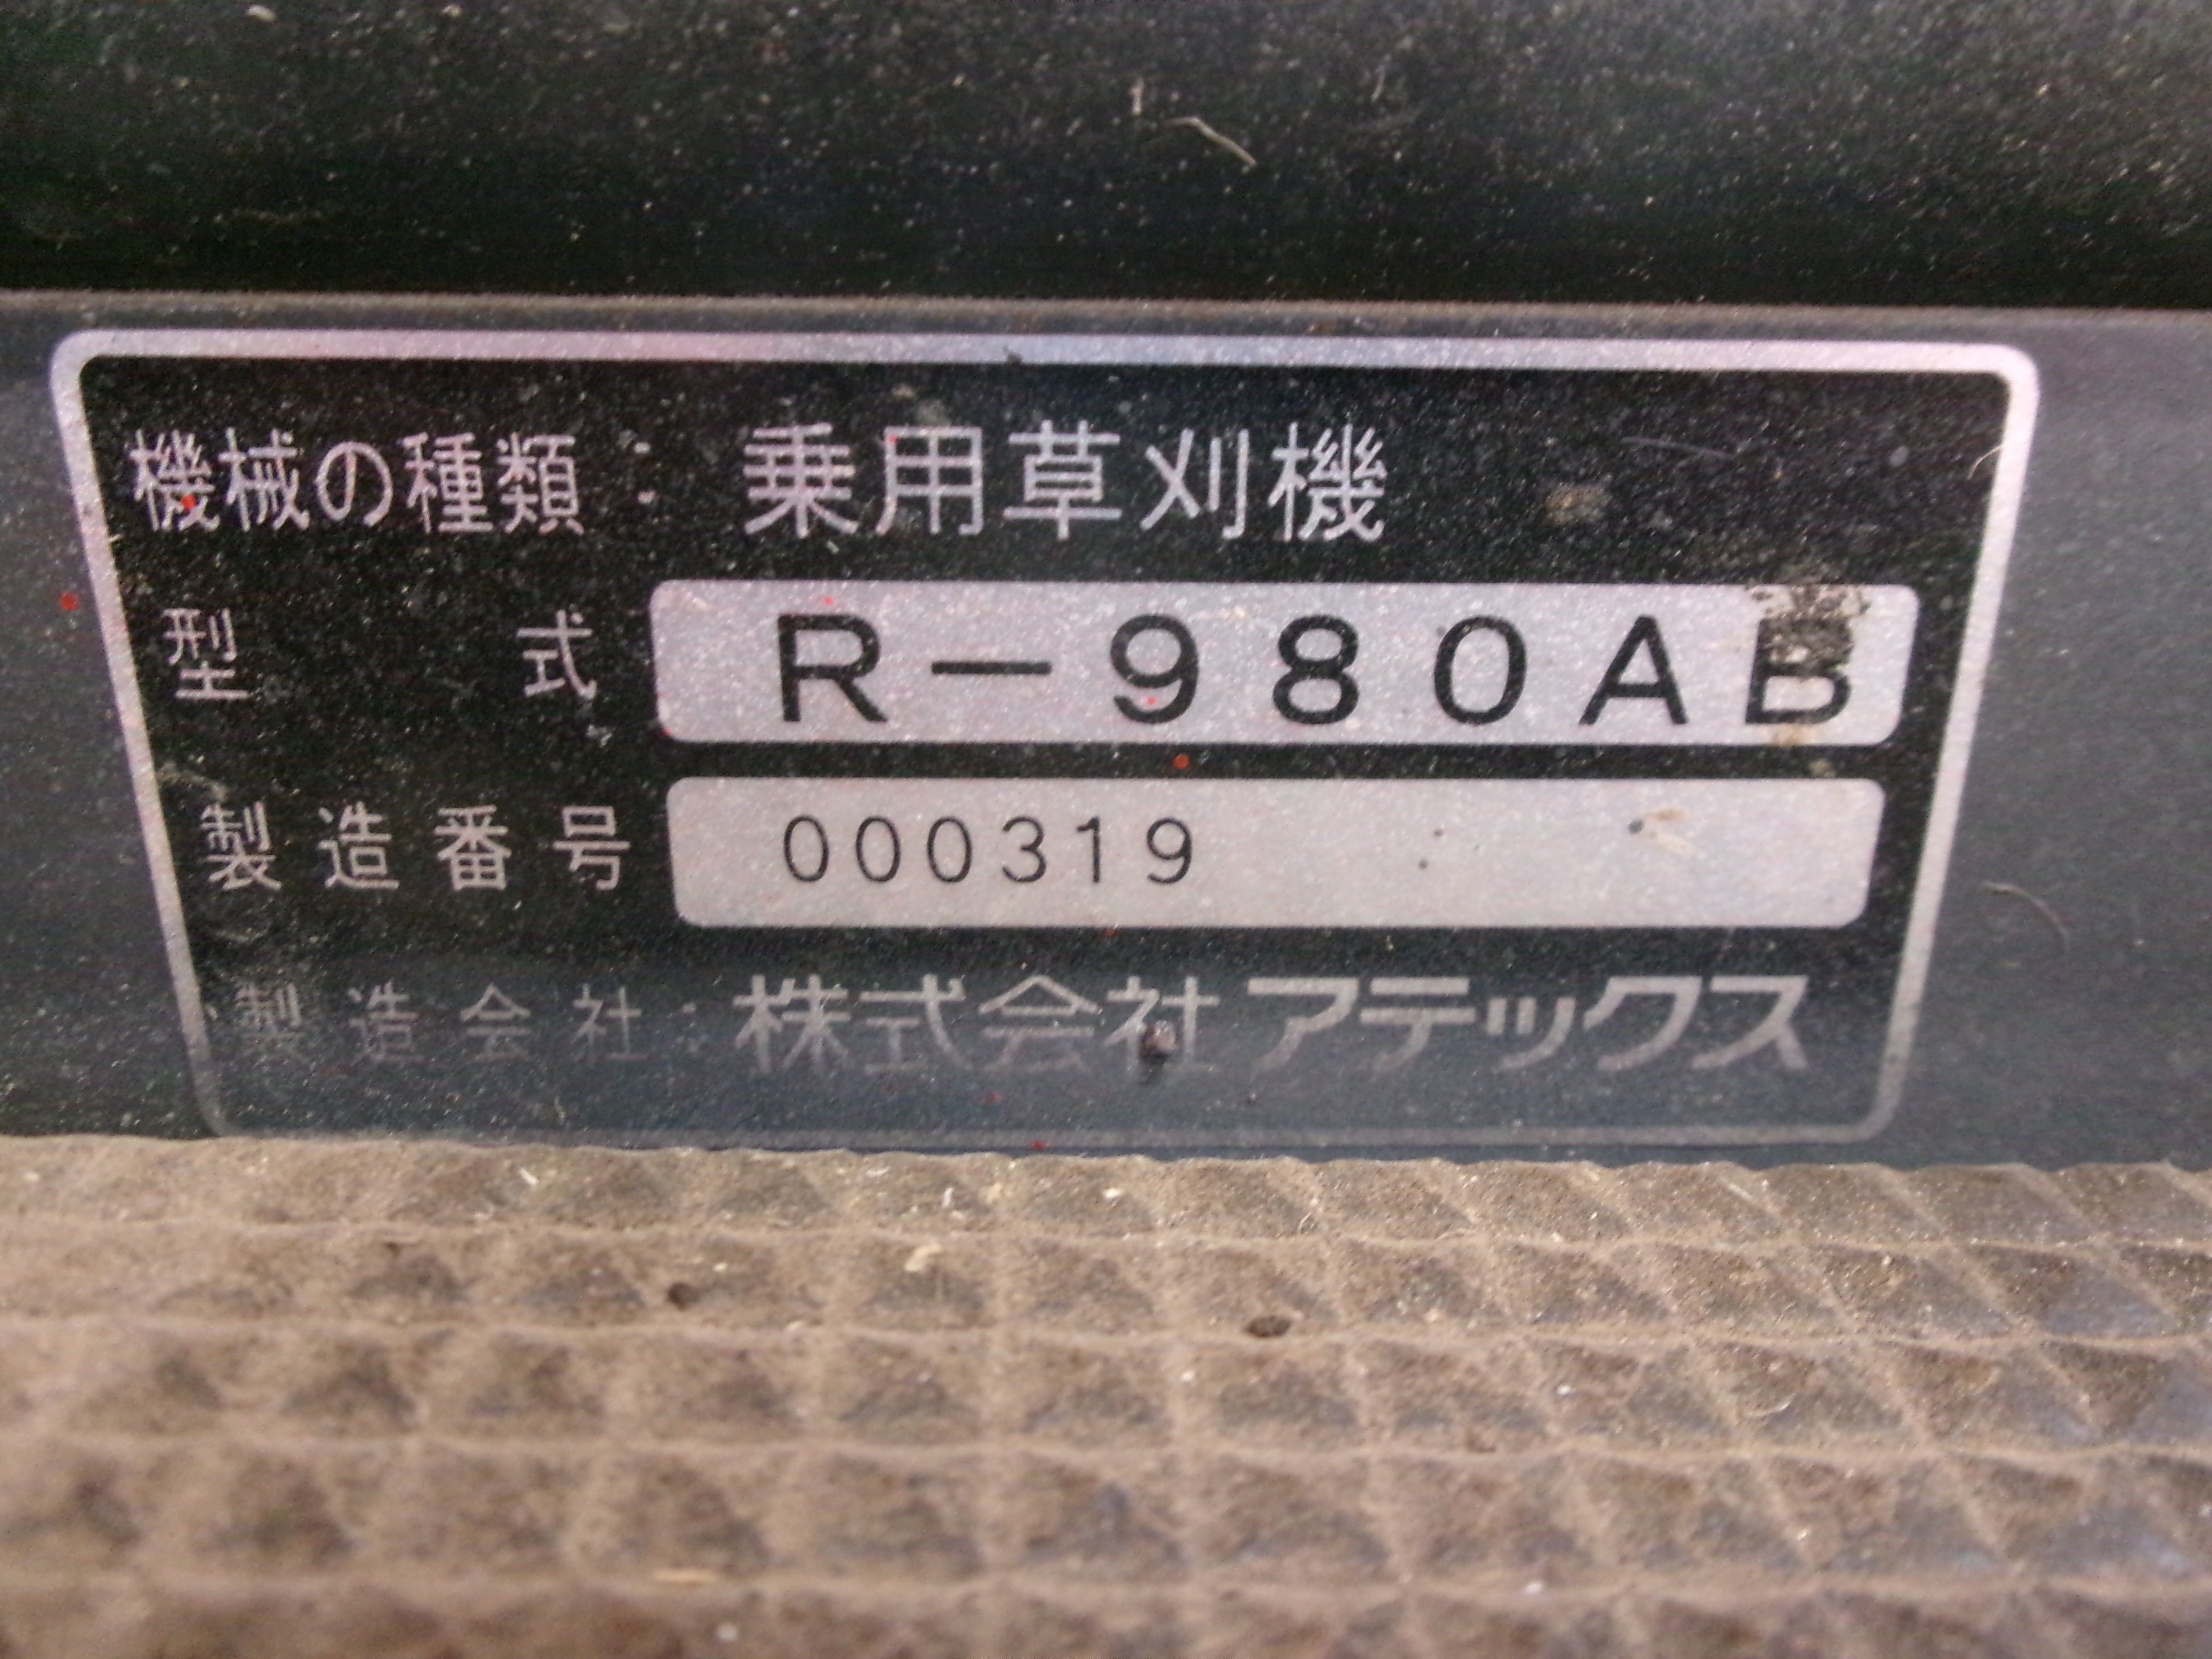 機械の種類 : 乗用草刈機
型 式 R-980AB
製造番号 000319
製造会社 : 株式会社アテックス